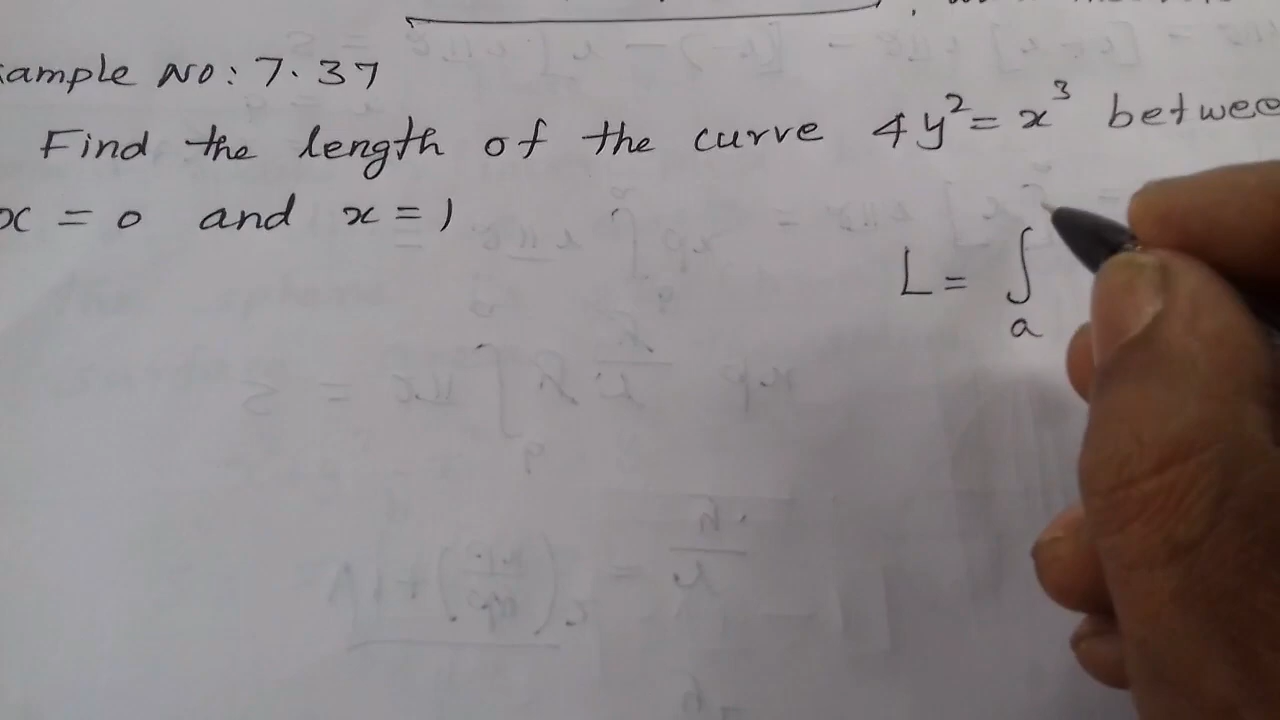 ample No: 7.37
Find the length of the curve 4y² = x³ betwee
x = 0 and x = 1
L = ∫
a